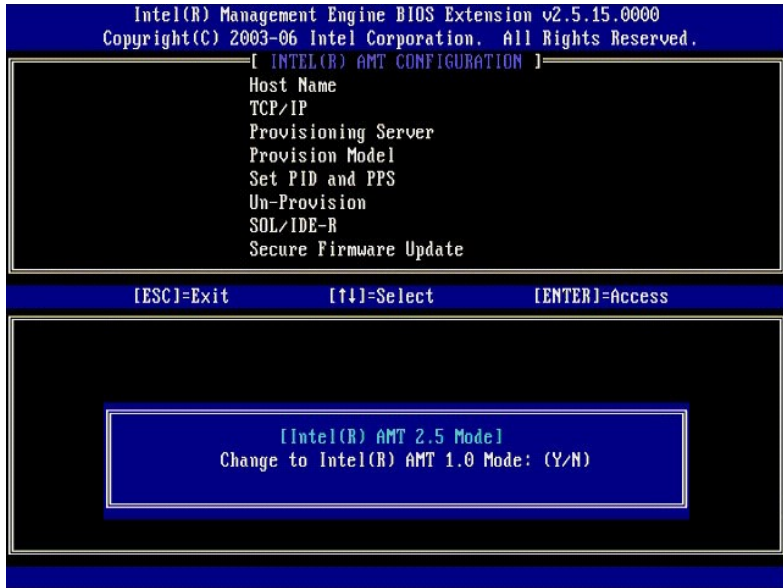 Intel(R) Management Engine BIOS Extension v2.5.15.0000
Copyright(C) 2003-06 Intel Corporation. All Rights Reserved.
[ INTEL(R) AMT CONFIGURATION ]
Host Name
TCP/IP
Provisioning Server
Provision Model
Set PID and PPS
Un-Provision
SOL/IDE-R
Secure Firmware Update
[ESC]=Exit [↑↓]=Select [ENTER]=Access
[Intel(R) AMT 2.5 Mode]
Change to Intel(R) AMT 1.0 Mode: (Y/N)